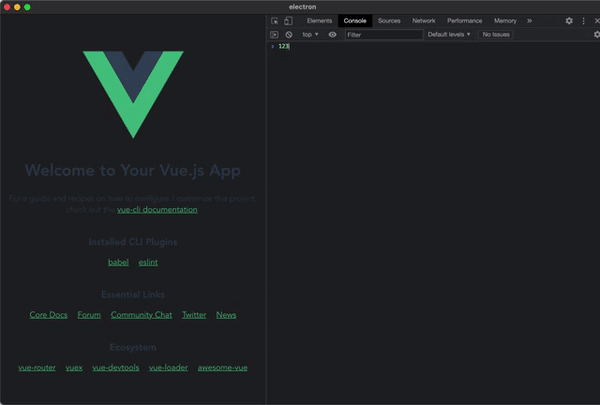 electron
Elements Console Sources Network Performance Memory »
top ▼ Filter Default levels ▼ No Issues
> 123
Welcome to Your Vue.js App
For a guide and recipes on how to configure / customize this project,
check out the vue-cli documentation.
Installed CLI Plugins
babel eslint
Essential Links
Core Docs Forum Community Chat Twitter News
Ecosystem
vue-router vuex vue-devtools vue-loader awesome-vue